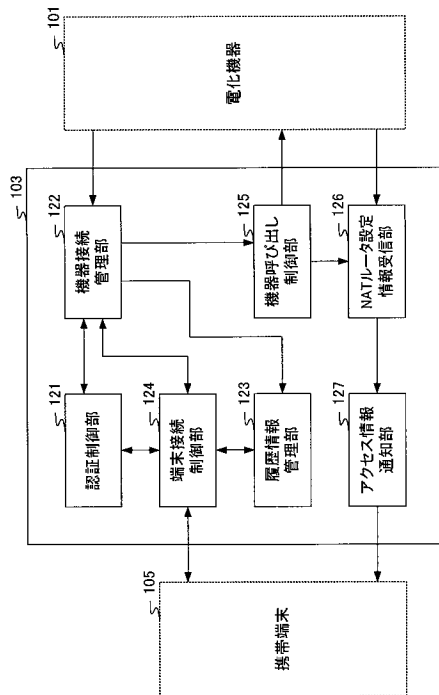 101
電化機器
103
122
機器接続
管理部
125
機器呼び出し
制御部
126
NATルータ設定
情報受信部
121
認証制御部
124
端末接続
制御部
123
履歴情報
管理部
127
アクセス情報
通知部
105
携帯端末